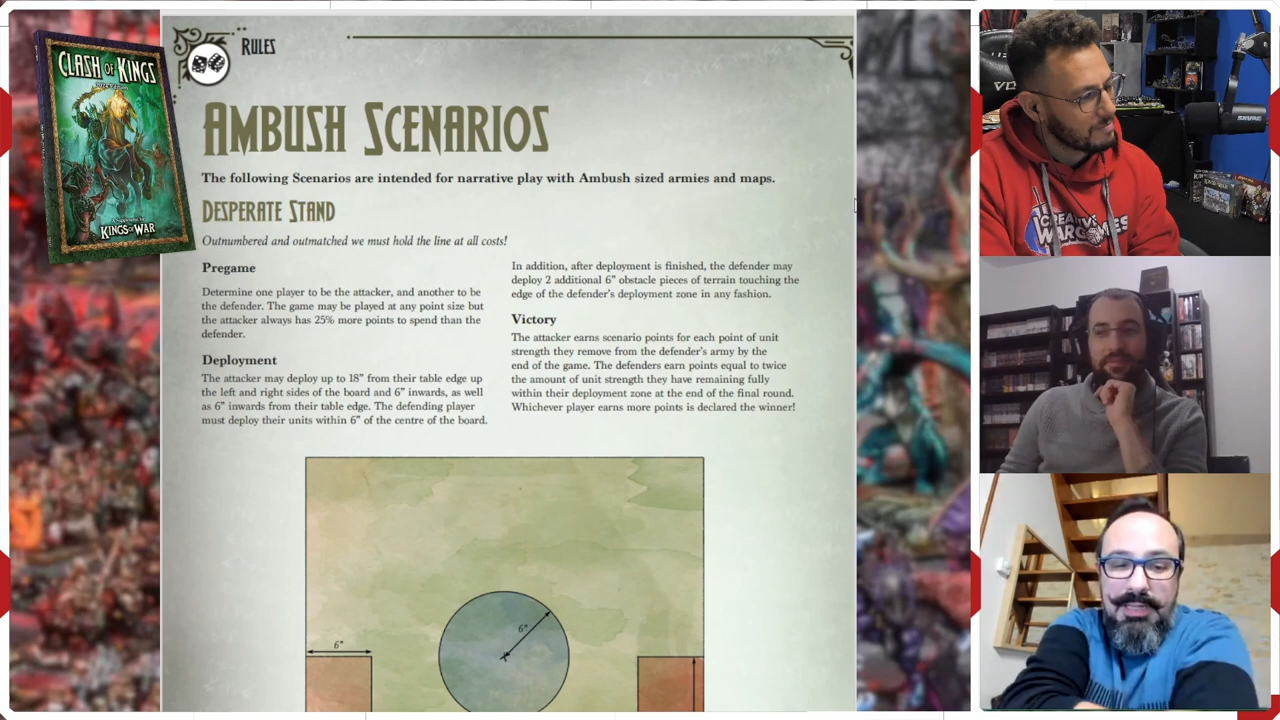 CLASH OF KINGS
2024 Edition
A Supplement for
KINGS OF WAR
RULES
AMBUSH SCENARIOS
The following Scenarios are intended for narrative play with Ambush sized armies and maps.
DESPERATE STAND
Outnumbered and outmatched we must hold the line at all costs!
Pregame
Determine one player to be the attacker, and another to be
the defender. The game may be played at any point size but
the attacker always has 25% more points to spend than the
defender.
Deployment
The attacker may deploy up to 18" from their table edge up
the left and right sides of the board and 6" inwards, as well
as 6" inwards from their table edge. The defending player
must deploy their units within 6" of the centre of the board.
In addition, after deployment is finished, the defender may
deploy 2 additional 6" obstacle pieces of terrain touching the
edge of the defender's deployment zone in any fashion.
Victory
The attacker earns scenario points for each point of unit
strength they remove from the defender's army by the
end of the game. The defenders earn points equal to twice
the amount of unit strength they have remaining fully
within their deployment zone at the end of the final round.
Whichever player earns more points is declared the winner!
6"
6"
SHURE
CREATIVE
WARGAMES